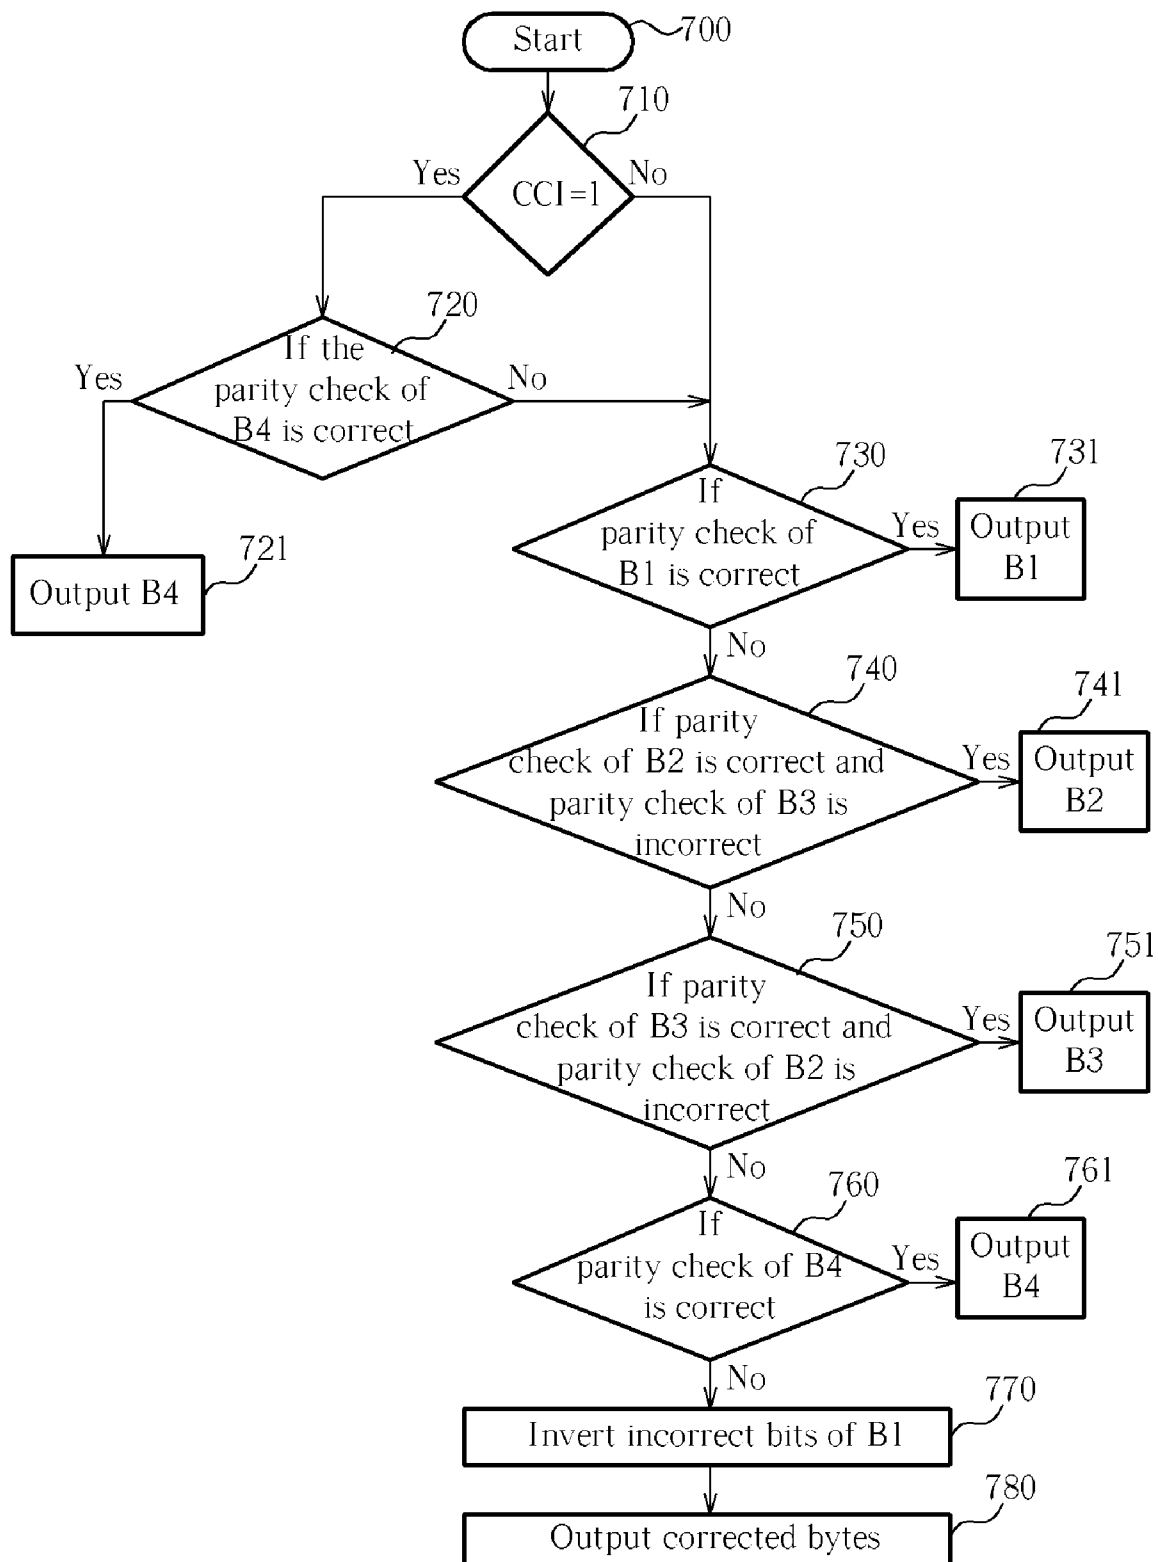 Start
700
710
Yes
No
CCI=1
720
If the
parity check of
B4 is correct
Yes
No
721
Output B4
730
If
parity check of
B1 is correct
Yes
731
Output
B1
No
740
If parity
check of B2 is correct and
parity check of B3 is
incorrect
Yes
741
Output
B2
No
750
If parity
check of B3 is correct and
parity check of B2 is
incorrect
Yes
751
Output
B3
No
760
If
parity check of B4
is correct
Yes
761
Output
B4
No
770
Invert incorrect bits of B1
780
Output corrected bytes